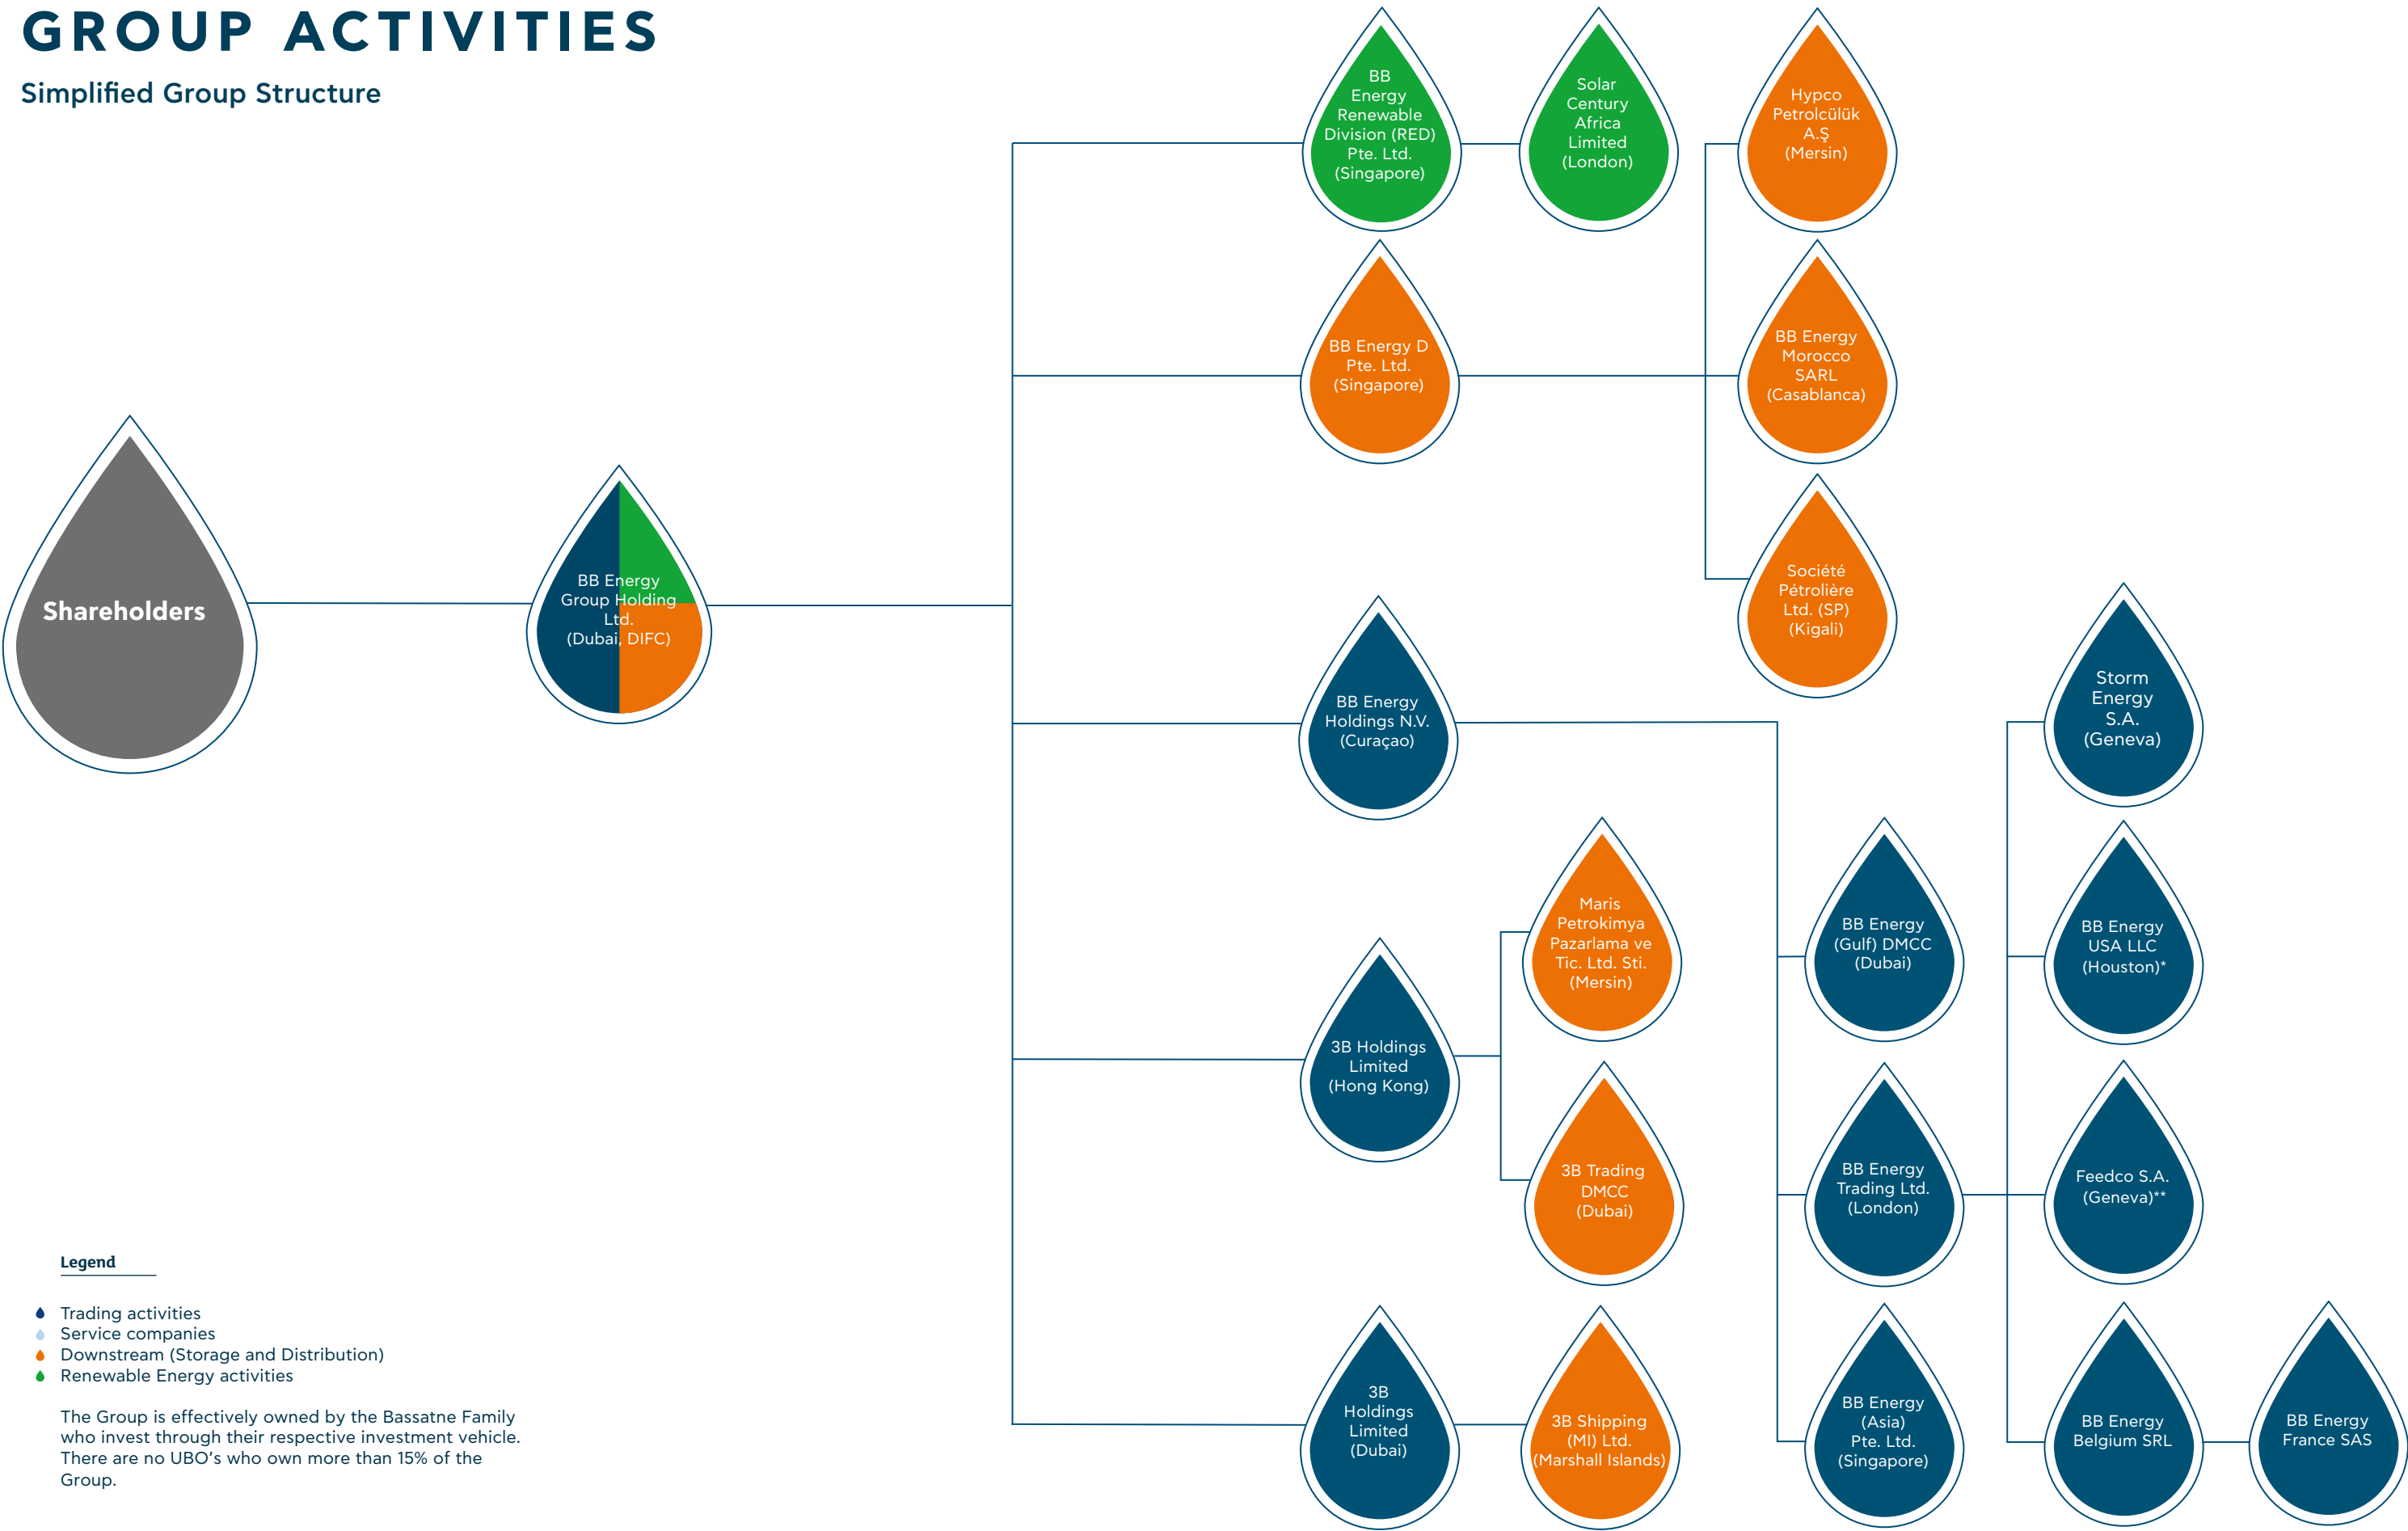 GROUP ACTIVITIES
Simplified Group Structure
BB
Energy
Renewable
Division (RED)
Pte. Ltd.
(Singapore)
Solar
Century
Africa
Limited
(London)
Hypco
Petrolcülük
A.Ş
(Mersin)
BB Energy D
Pte. Ltd.
(Singapore)
BB Energy
Morocco
SARL
(Casablanca)
Shareholders
BB Energy
Group Holding
Ltd.
(Dubai, DIFC)
Société
Pétrolière
Ltd. (SP)
(Kigali)
BB Energy
Holdings N.V.
(Curaçao)
Storm
Energy
S.A.
(Geneva)
Maris
Petrokimya
Pazarlama ve
Tic. Ltd. Sti.
(Mersin)
BB Energy
(Gulf) DMCC
(Dubai)
BB Energy
USA LLC
(Houston)*
3B Holdings
Limited
(Hong Kong)
3B Trading
DMCC
(Dubai)
BB Energy
Trading Ltd.
(London)
Feedco S.A.
(Geneva)**
3B
Holdings
Limited
(Dubai)
3B Shipping
(MI) Ltd.
(Marshall Islands)
BB Energy
(Asia)
Pte. Ltd.
(Singapore)
BB Energy
Belgium SRL
BB Energy
France SAS
Legend
Trading activities
Service companies
Downstream (Storage and Distribution)
Renewable Energy activities
The Group is effectively owned by the Bassatne Family
who invest through their respective investment vehicle.
There are no UBO's who own more than 15% of the
Group.